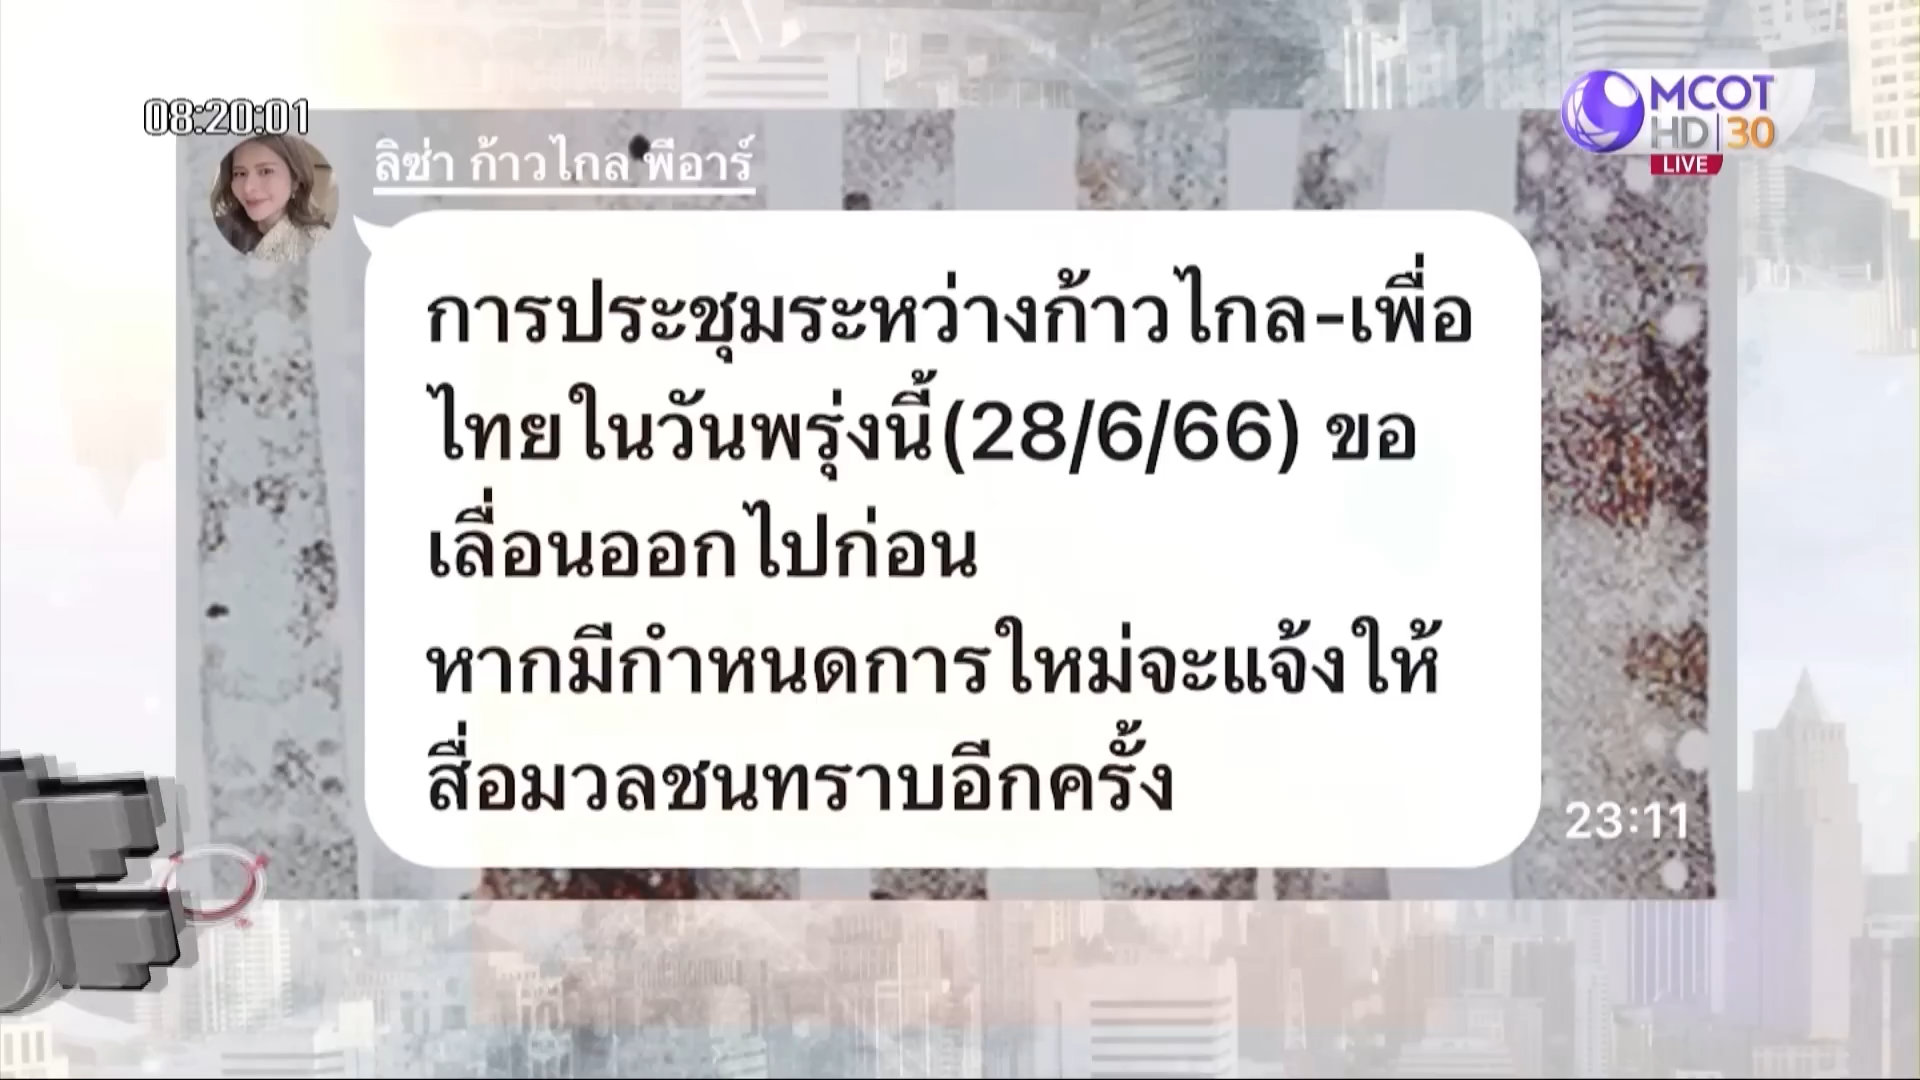 08:20:01
MCOT
HD 30
LIVE
ลิซ่า ก้าวไกล พีอาร์
การประชุมระหว่างก้าวไกล-เพื่อ
ไทยในวันพรุ่งนี้(28/6/66) ขอ
เลื่อนออกไปก่อน
หากมีกำหนดการใหม่จะแจ้งให้
สื่อมวลชนทราบอีกครั้ง
23:11